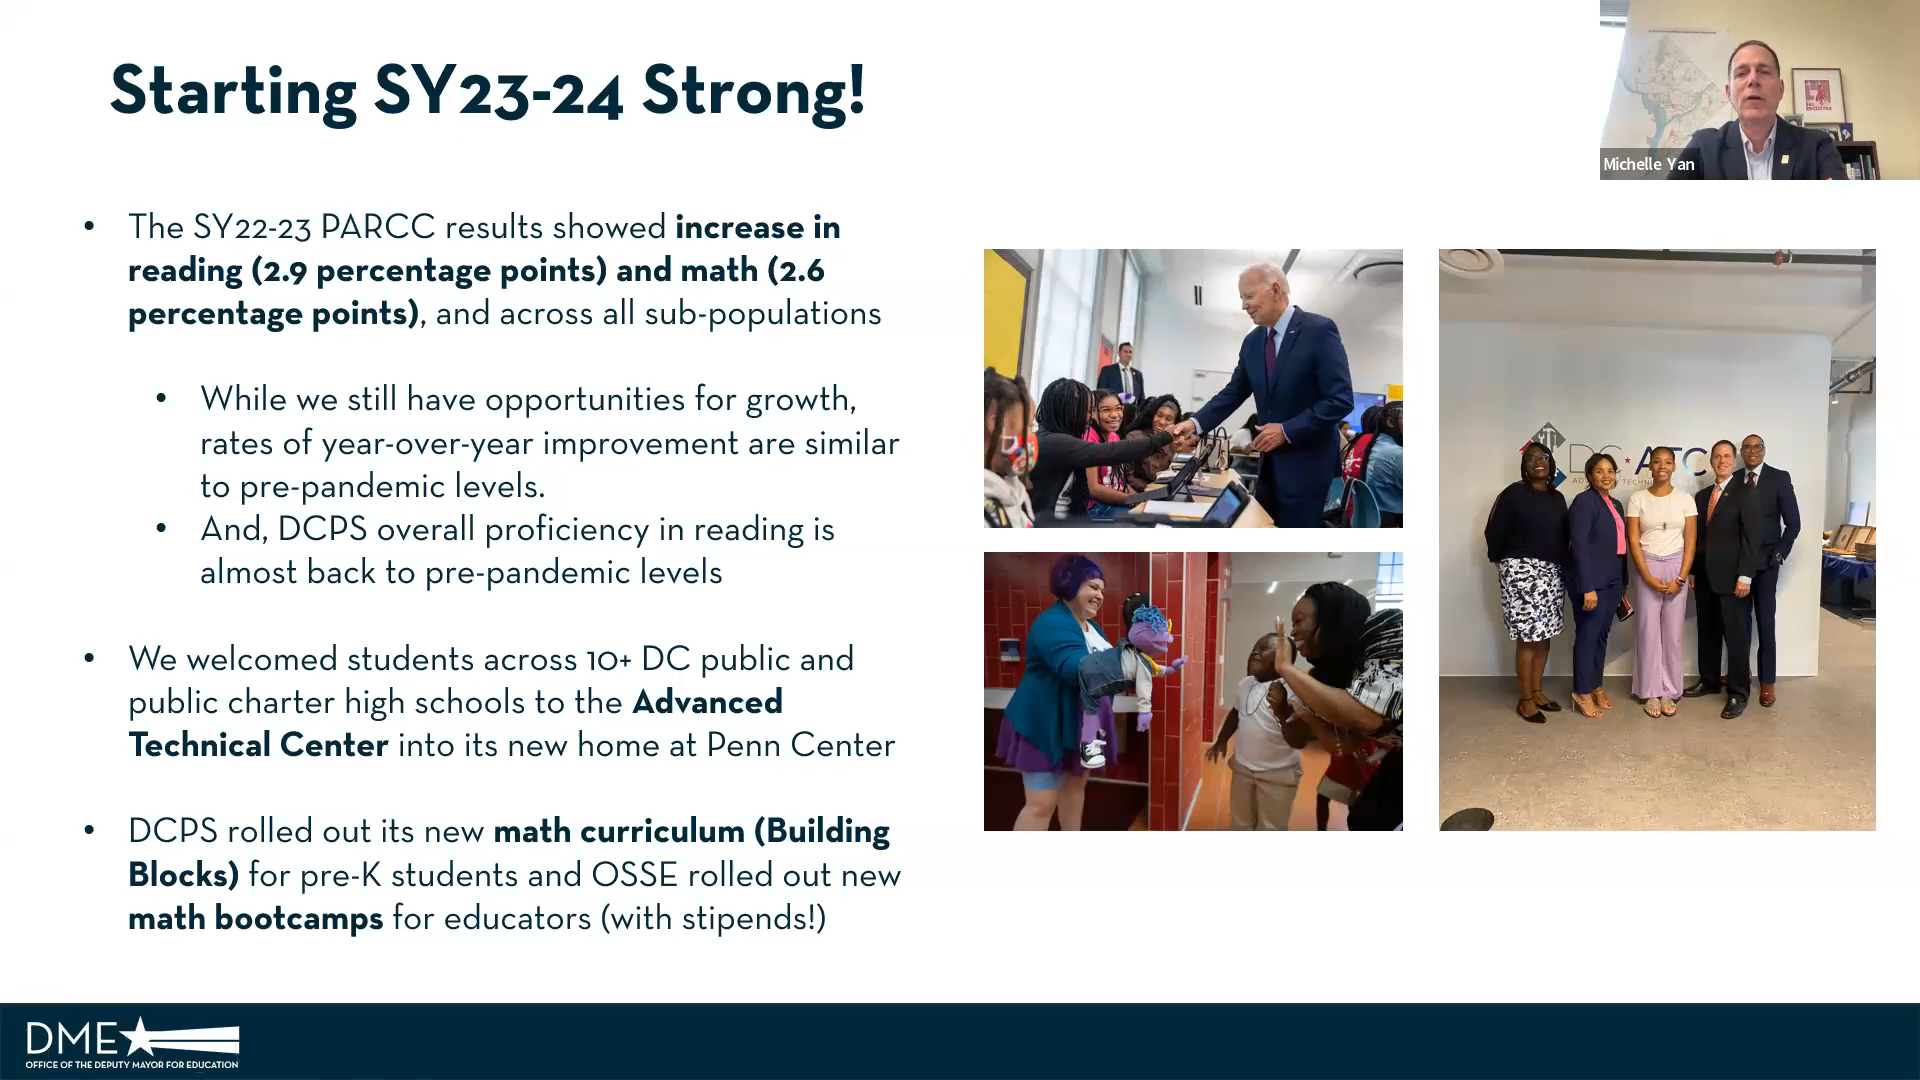 Starting SY23-24 Strong!
Michelle Yan
• The SY22-23 PARCC results showed increase in
reading (2.9 percentage points) and math (2.6
percentage points), and across all sub-populations
• While we still have opportunities for growth,
rates of year-over-year improvement are similar
to pre-pandemic levels.
• And, DCPS overall proficiency in reading is
almost back to pre-pandemic levels
• We welcomed students across 10+ DC public and
public charter high schools to the Advanced
Technical Center into its new home at Penn Center
• DCPS rolled out its new math curriculum (Building
Blocks) for pre-K students and OSSE rolled out new
math bootcamps for educators (with stipends!)
DME
OFFICE OF THE DEPUTY MAYOR FOR EDUCATION